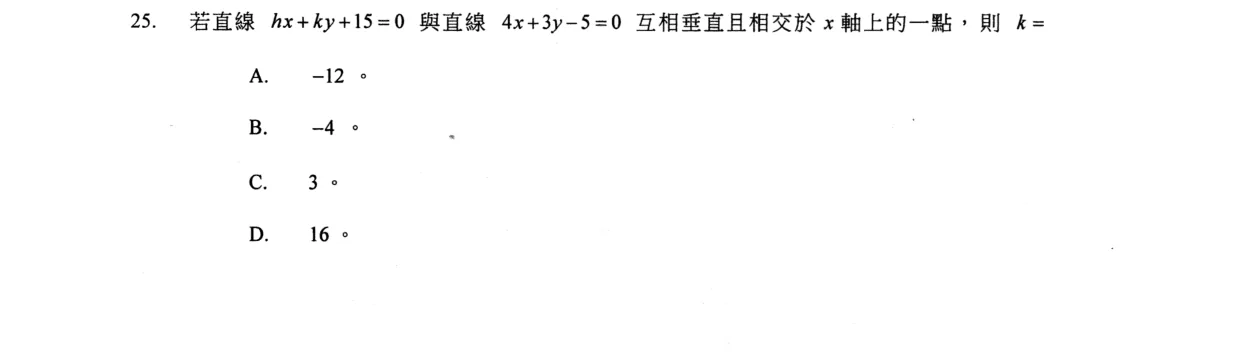 25. 若直線 hx+ky+15=0 與直線 4x+3y−5=0 互相垂直且相交於 x 軸上的一點，則 k =
A. −12 。
B. −4 。
C. 3 。
D. 16 。